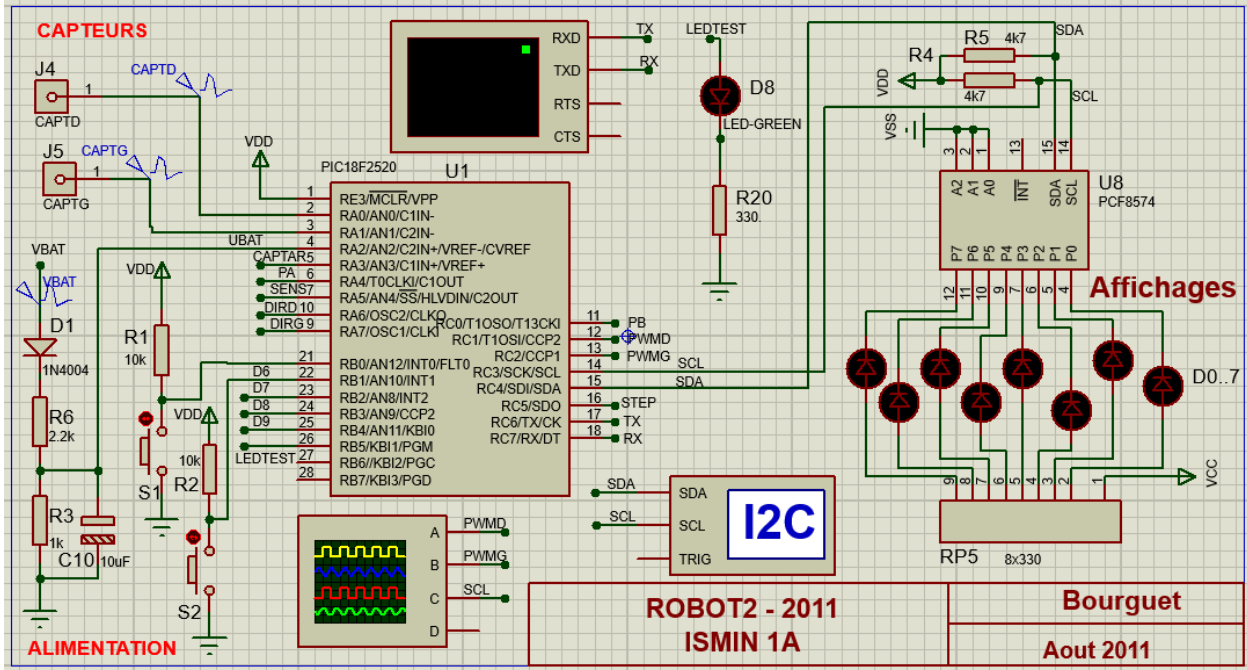 CAPTEURS
J4
1
CAPTD
CAPTD
J5
1
CAPTG
CAPTG
VDD
RXD
TXD
RTS
CTS
TX
RX
LEDTEST
D8
LED-GREEN
R20
330.
R5
4k7
R4
4k7
VDD
SDA
SCL
VSS
3
2
1
13
15
14
A2
A1
A0
INT
SDA
SCL
U8
PCF8574
P7
P6
P5
P4
P3
P2
P1
P0
12
11
10
9
7
6
5
4
Affichages
D0..7
VCC
9
8
7
6
5
4
3
2
1
RP5
8x330
PIC18F2520
U1
1
RE3/MCLR/VPP
2
RA0/AN0/C1IN-
3
RA1/AN1/C2IN-
UBAT
4
RA2/AN2/C2IN+/VREF-/CVREF
CAPTAR
5
RA3/AN3/C1IN+/VREF+
PA
6
RA4/T0CLKI/C1OUT
SENS
7
RA5/AN4/SS/HLVDIN/C2OUT
DIRD
10
RA6/OSC2/CLKO
DIRG
9
RA7/OSC1/CLKI
21
RB0/AN12/INT0/FLT0
D6
22
RB1/AN10/INT1
D7
23
RB2/AN8/INT2
D8
24
RB3/AN9/CCP2
D9
25
RB4/AN11/KBI0
26
RB5/KBI1/PGM
LEDTEST
27
RB6//KBI2/PGC
28
RB7/KBI3/PGD
RC0/T1OSO/T13CKI
11
PB
RC1/T1OSI/CCP2
12
PWMD
RC2/CCP1
13
PWMG
RC3/SCK/SCL
14
SCL
RC4/SDI/SDA
15
SDA
RC5/SDO
16
STEP
RC6/TX/CK
17
TX
RC7/RX/DT
18
RX
VBAT
VBAT
D1
1N4004
R6
2.2k
R3
1k
C10
10uF
VDD
R1
10k
S1
VDD
10k
R2
S2
ALIMENTATION
A
PWMD
B
PWMG
C
SCL
D
SDA
SDA
SCL
SCL
TRIG
I2C
ROBOT2 - 2011
ISMIN 1A
Bourguet
Aout 2011